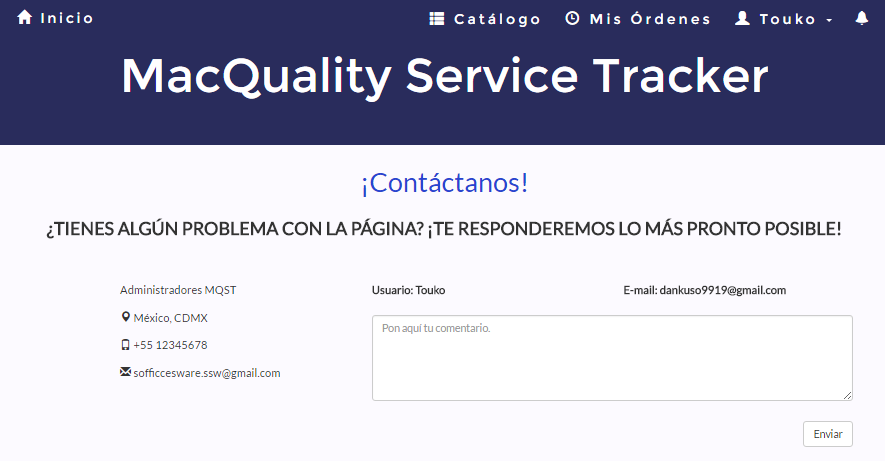 Inicio
Catálogo
Mis Órdenes
Touko
MacQuality Service Tracker
¡Contáctanos!
¿TIENES ALGÚN PROBLEMA CON LA PÁGINA? ¡TE RESPONDEREMOS LO MÁS PRONTO POSIBLE!
Administradores MQST
México, CDMX
+55 12345678
sofficcesware.ssw@gmail.com
Usuario: Touko
E-mail: dankuso9919@gmail.com
Pon aquí tu comentario.
Enviar